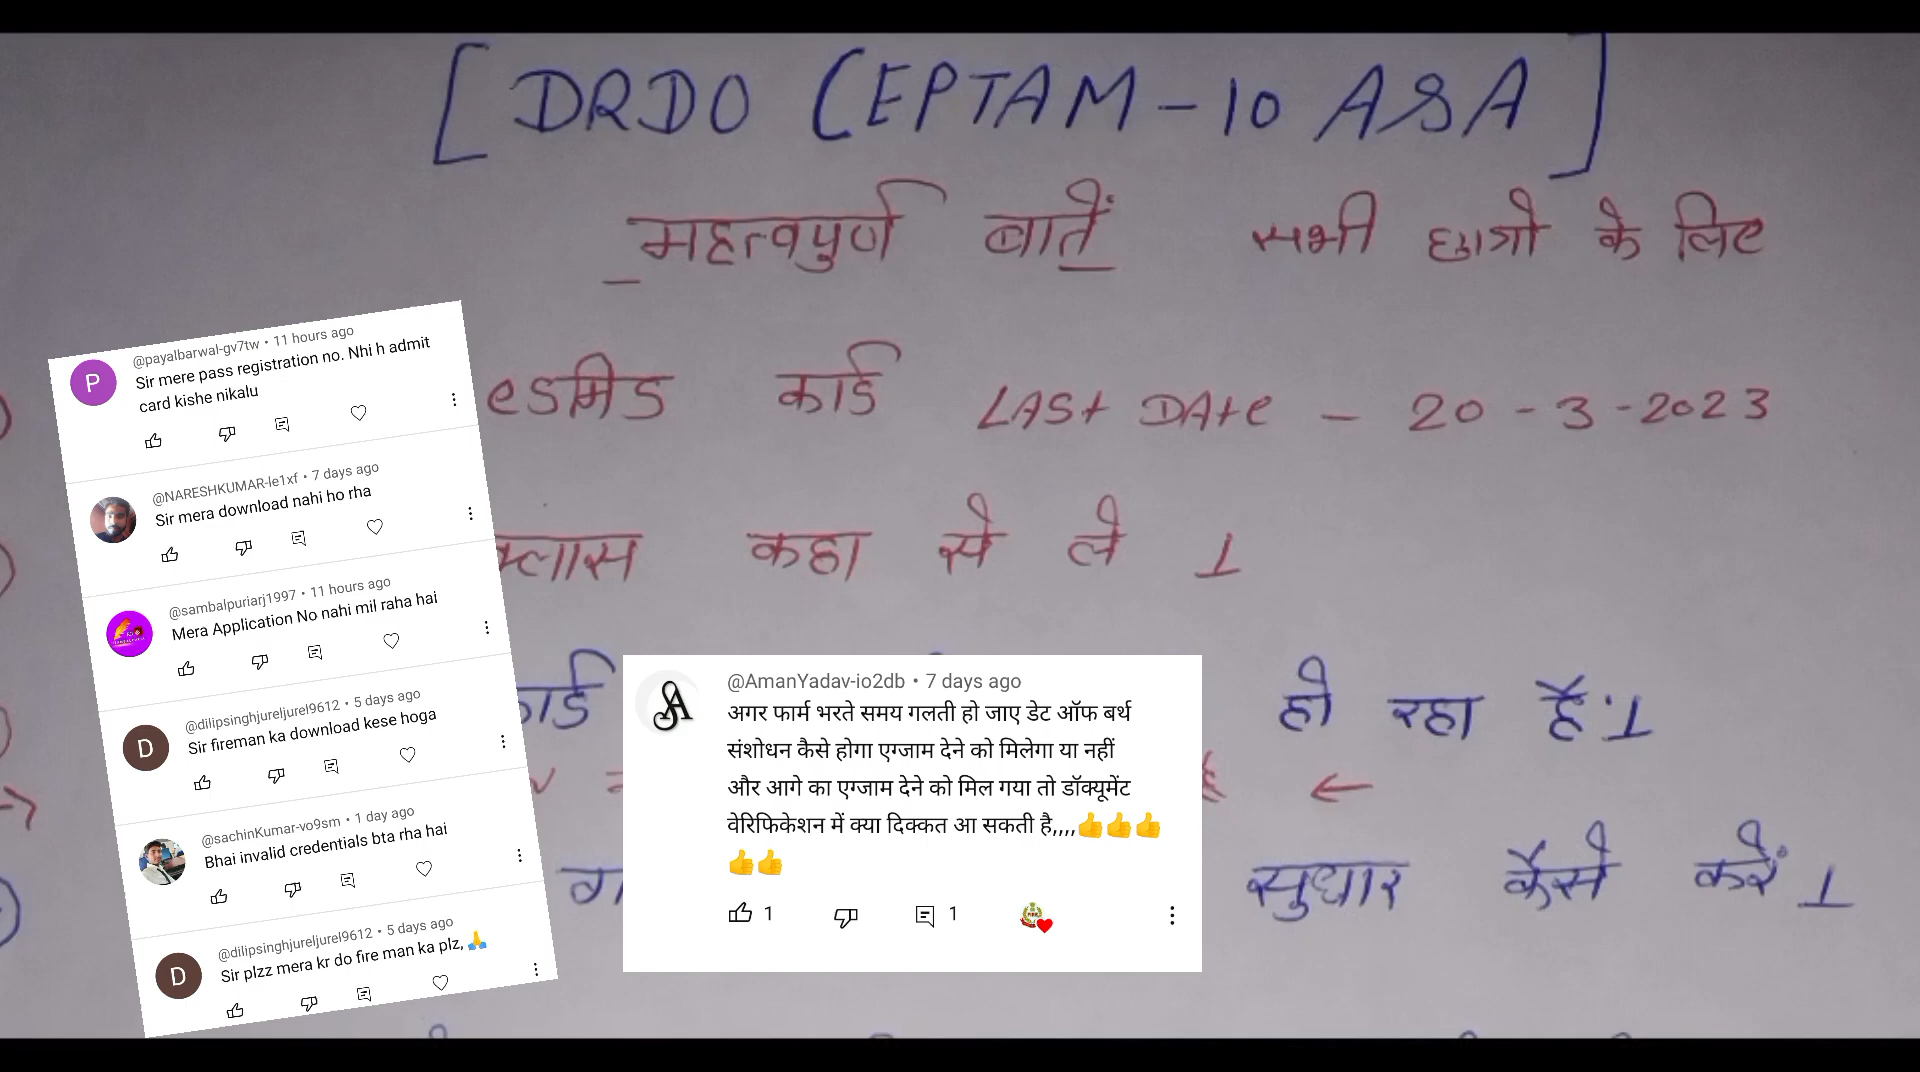 [ DRDO CEPTAM-10 A&A ]
महत्वपुर्ण बातें सभी छात्रो के लिए
एडमिड कार्ड LASt DAte - 20-3-2023
क्लास कहा से ले
कार्ड हो रहा है
है ←
सुधार कैसे करें
P
@payalbarwal-gv7tw • 11 hours ago
Sir mere pass registration no. Nhi h admit
card kishe nikalu
@NARESHKUMAR-le1xf • 7 days ago
Sir mera download nahi ho rha
@sambalpuriarj1997 • 11 hours ago
Mera Application No nahi mil raha hai
D
@dilipsinghjureljurel9612 • 5 days ago
Sir fireman ka download kese hoga
@sachinKumar-vo9sm • 1 day ago
Bhai invalid credentials bta rha hai
D
@dilipsinghjureljurel9612 • 5 days ago
Sir plzz mera kr do fire man ka plz, 🙏
@AmanYadav-io2db • 7 days ago
अगर फार्म भरते समय गलती हो जाए डेट ऑफ बर्थ
संशोधन कैसे होगा एग्जाम देने को मिलेगा या नहीं
और आगे का एग्जाम देने को मिल गया तो डॉक्यूमेंट
वेरिफिकेशन में क्या दिक्कत आ सकती है,,,,👍👍👍
👍👍
1 1